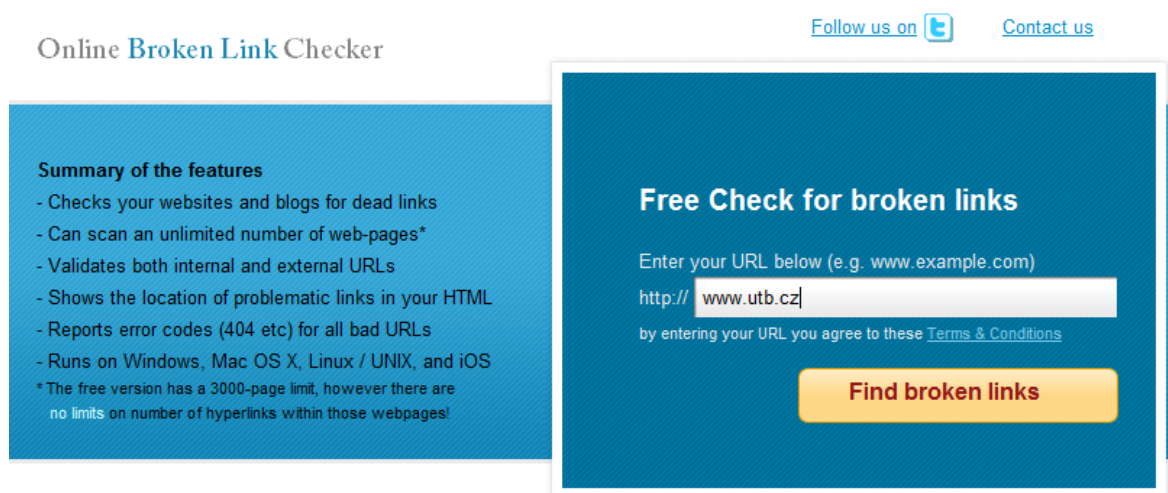 Online Broken Link Checker
Follow us on
Contact us
Summary of the features
- Checks your websites and blogs for dead links
- Can scan an unlimited number of web-pages*
- Validates both internal and external URLs
- Shows the location of problematic links in your HTML
- Reports error codes (404 etc) for all bad URLs
- Runs on Windows, Mac OS X, Linux / UNIX, and iOS
* The free version has a 3000-page limit, however there are
no limits on number of hyperlinks within those webpages!
Free Check for broken links
Enter your URL below (e.g. www.example.com)
http:// www.utb.cz
by entering your URL you agree to these Terms & Conditions
Find broken links